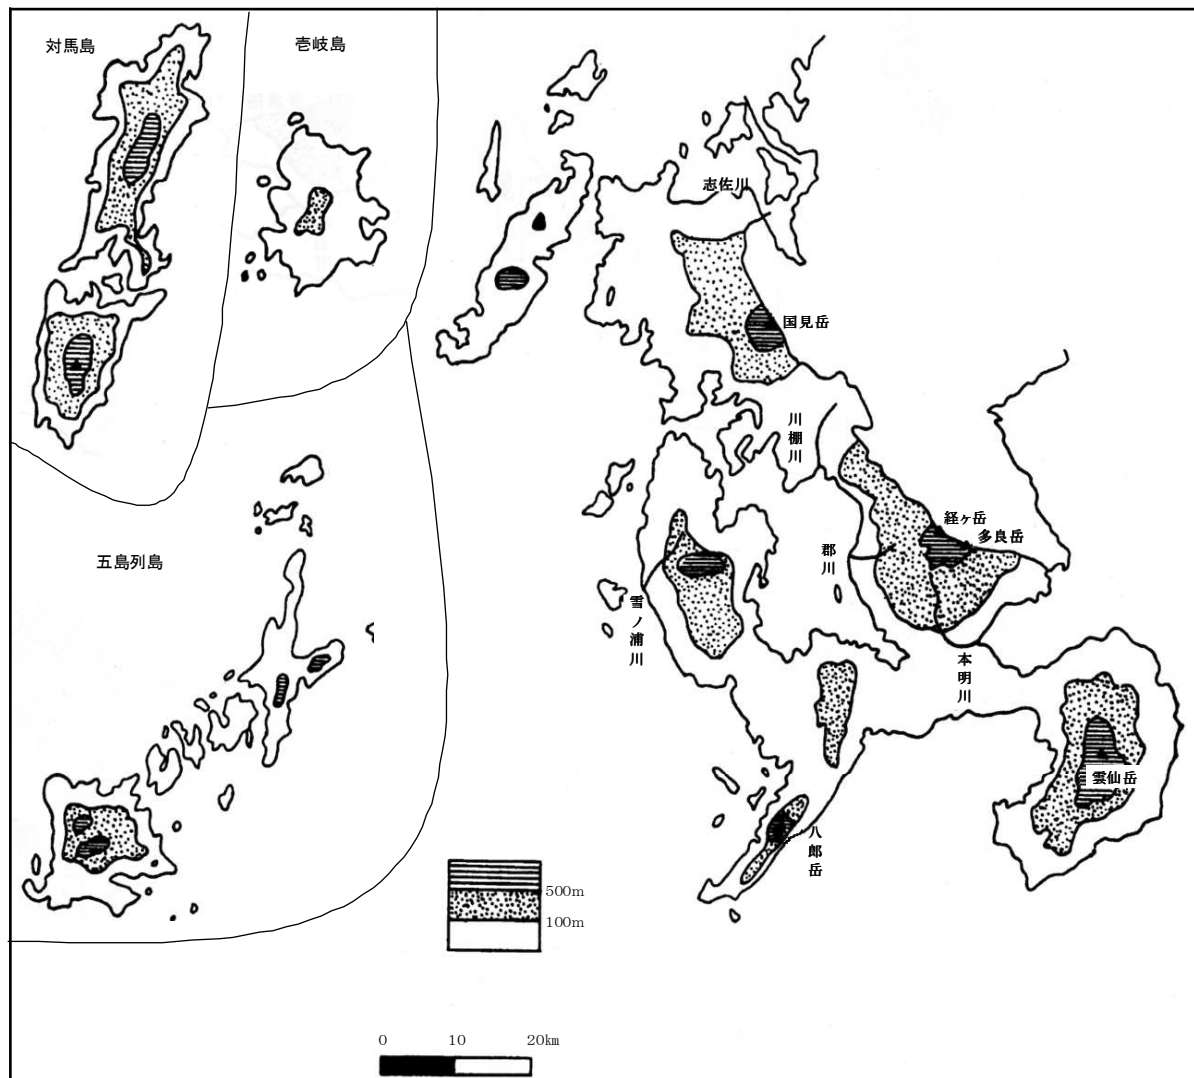 対馬島
壱岐島
志佐川
国見岳
川棚川
経ヶ岳
多良岳
郡川
五島列島
雪ノ浦川
本明川
雲仙岳
八郎岳
500m
100m
0 10 20㎞